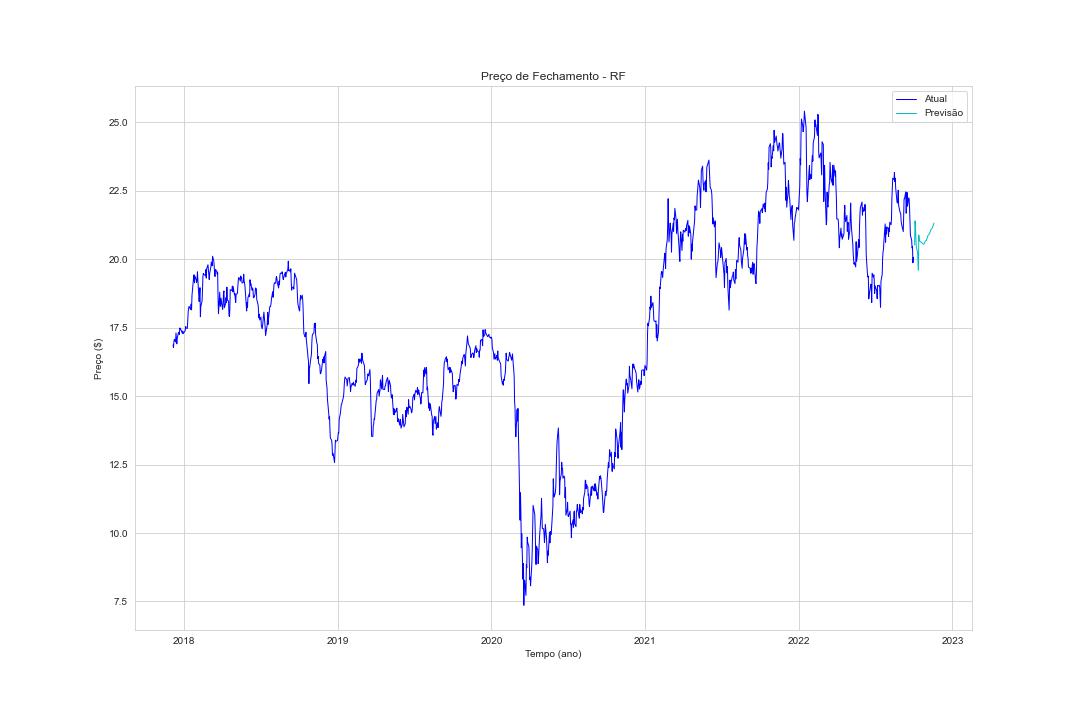 Preço de Fechamento - RF
Atual
Previsão
25.0
22.5
20.0
17.5
15.0
12.5
10.0
7.5
Preço ($)
2018 2019 2020 2021 2022 2023
Tempo (ano)